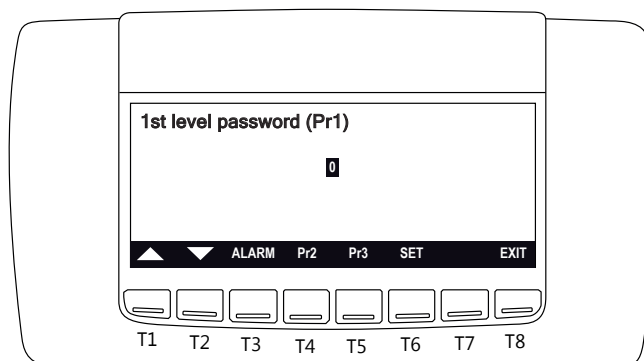 1st level password (Pr1)
0
ALARM Pr2 Pr3 SET EXIT
T1 T2 T3 T4 T5 T6 T7 T8